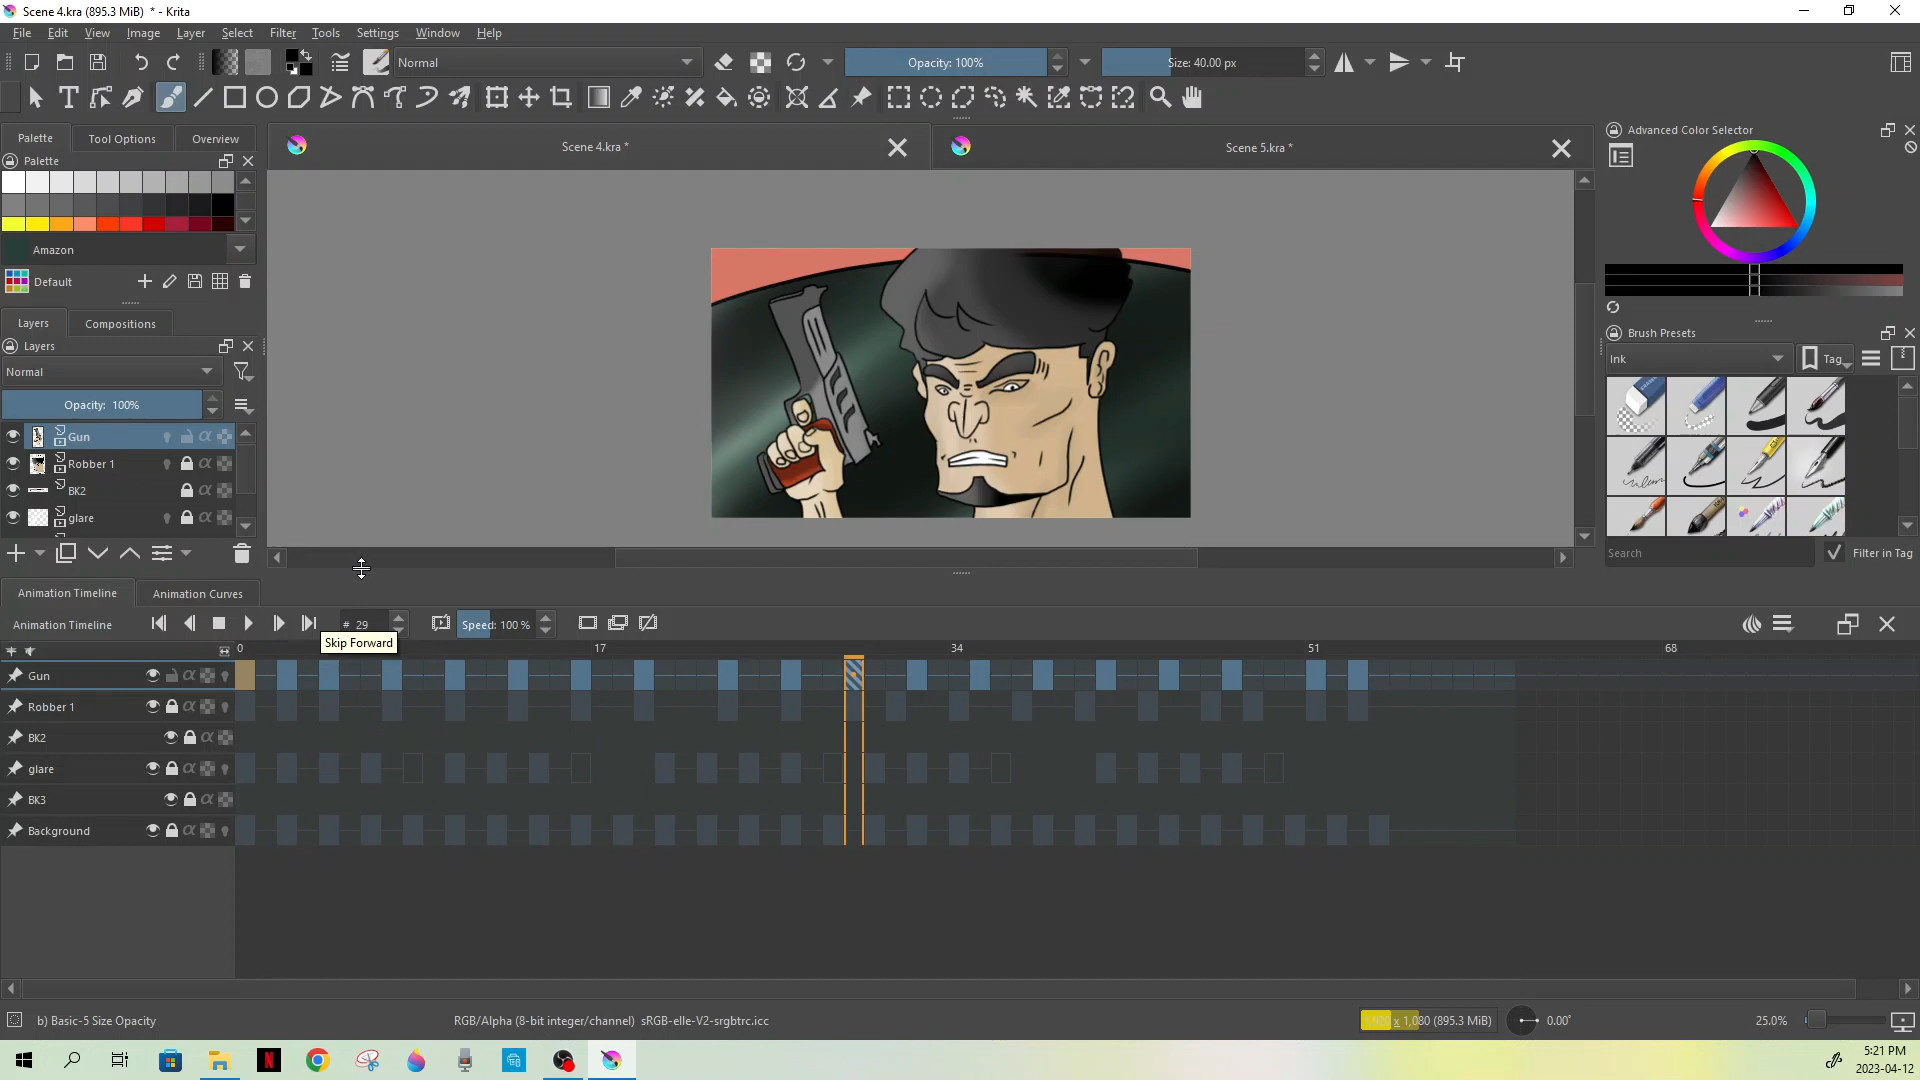 Scene 4.kra (895.3 MiB) * - Krita
File Edit View Image Layer Select Filter Tools Settings Window Help
Normal Opacity: 100% Size: 40.00 px
Palette Tool Options Overview
Scene 4.kra * Scene 5.kra *
Advanced Color Selector
Palette
Amazon
Default
Layers Compositions
Layers
Brush Presets
Normal
Ink Tag
Opacity: 100%
Gun
Robber 1
BK2
glare
Search Filter in Tag
Animation Timeline Animation Curves
Animation Timeline # 29 Speed: 100 %
Skip Forward
0 17 34 51 68
Gun
Robber 1
BK2
glare
BK3
Background
b) Basic-5 Size Opacity RGB/Alpha (8-bit integer/channel) sRGB-elle-V2-srgbtrc.icc 1,920 x 1,080 (895.3 MiB) 0.00° 25.0%
5:21 PM
2023-04-12